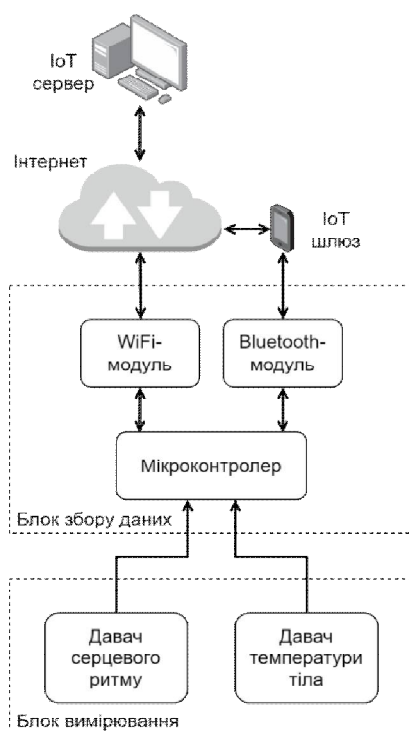 IoT
сервер
Інтернет
IoT
шлюз
WiFi-
модуль
Bluetooth-
модуль
Мікроконтролер
Блок збору даних
Давач
серцевого
ритму
Давач
температури
тіла
Блок вимірювання